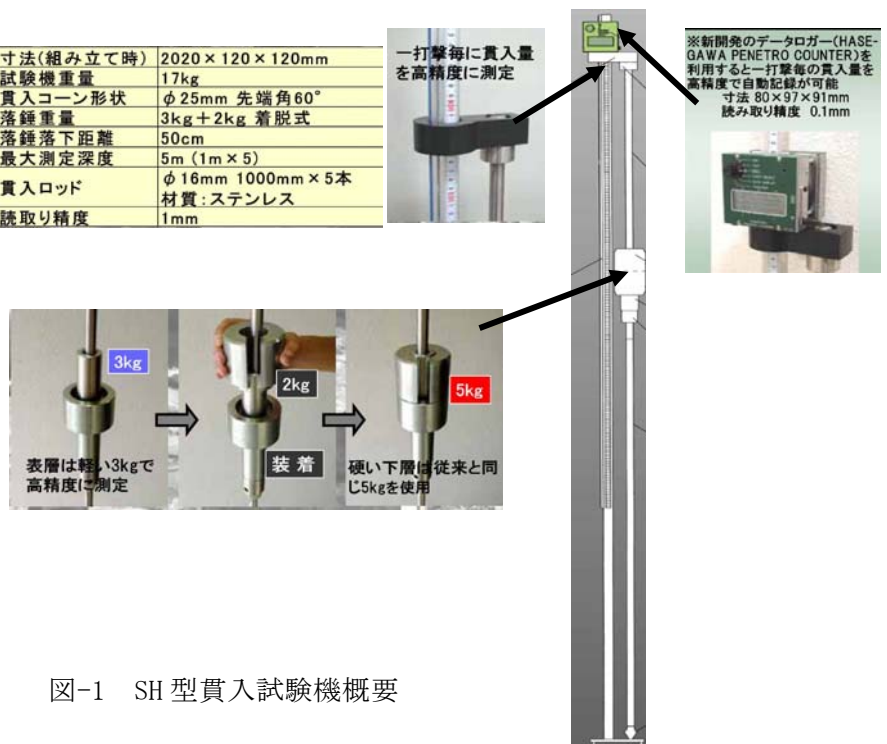 寸法(組み立て時) 2020×120×120mm
試験機重量 17kg
貫入コーン形状 φ25mm 先端角60°
落錘重量 3kg+2kg 着脱式
落錘落下距離 50cm
最大測定深度 5m (1m×5)
貫入ロッド φ16mm 1000mm×5本
材質:ステンレス
読取り精度 1mm
一打撃毎に貫入量
を高精度に測定
※新開発のデータロガー(HASE-
GAWA PENETRO COUNTER)を
利用すると一打撃毎の貫入量を
高精度で自動記録が可能
寸法 80×97×91mm
読み取り精度 0.1mm
3kg
2kg
5kg
表層は軽い3kgで
高精度に測定
装着
硬い下層は従来と同
じ5kgを使用
図-1 SH型貫入試験機概要